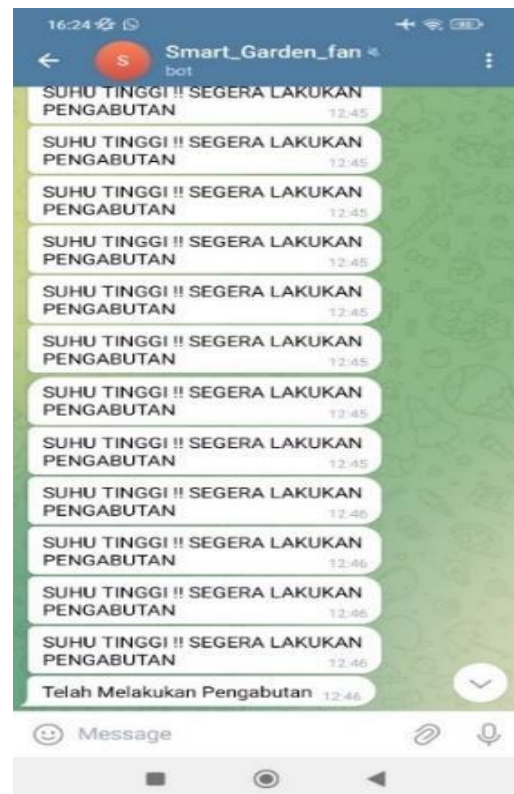 16:24
Smart_Garden_fan
S
bot
SUHU TINGGI !! SEGERA LAKUKAN
PENGABUTAN
12:45
SUHU TINGGI !! SEGERA LAKUKAN
PENGABUTAN
12:45
SUHU TINGGI !! SEGERA LAKUKAN
PENGABUTAN
12:45
SUHU TINGGI !! SEGERA LAKUKAN
PENGABUTAN
12:45
SUHU TINGGI !! SEGERA LAKUKAN
PENGABUTAN
12:45
SUHU TINGGI !! SEGERA LAKUKAN
PENGABUTAN
12:45
SUHU TINGGI !! SEGERA LAKUKAN
PENGABUTAN
12:45
SUHU TINGGI !! SEGERA LAKUKAN
PENGABUTAN
12:45
SUHU TINGGI !! SEGERA LAKUKAN
PENGABUTAN
12:46
SUHU TINGGI !! SEGERA LAKUKAN
PENGABUTAN
12:46
SUHU TINGGI !! SEGERA LAKUKAN
PENGABUTAN
12:46
SUHU TINGGI !! SEGERA LAKUKAN
PENGABUTAN
12:46
Telah Melakukan Pengabutan 12:46
Message